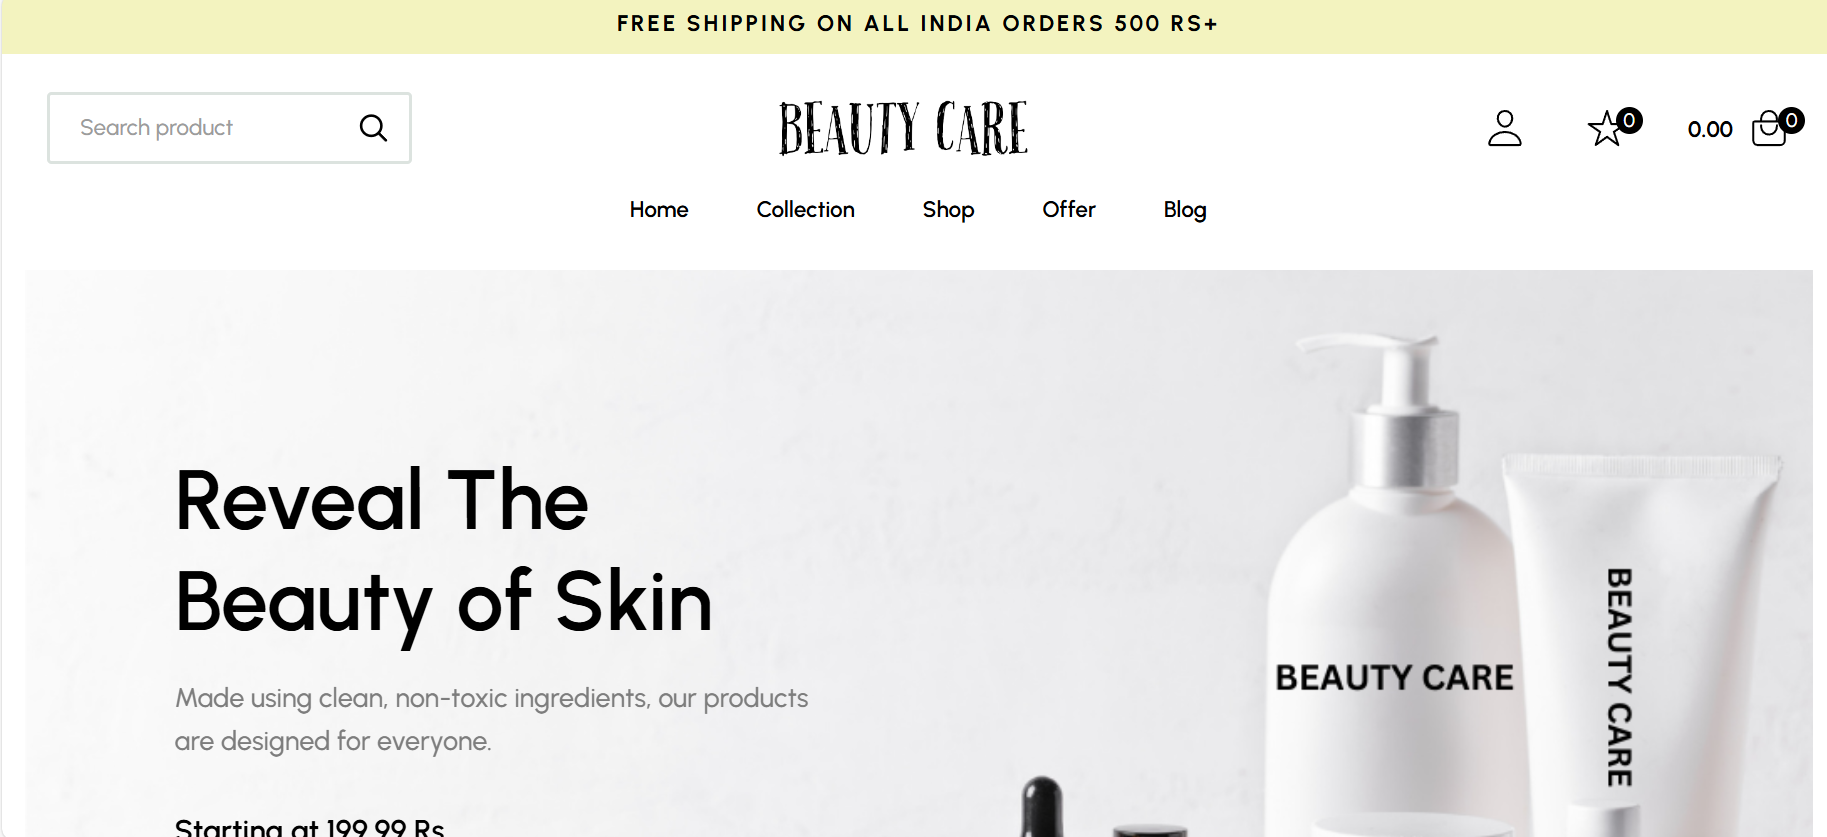 FREE SHIPPING ON ALL INDIA ORDERS 500 RS+
Search product
BEAUTY CARE
0
0.00
0
Home
Collection
Shop
Offer
Blog
Reveal The
Beauty of Skin
Made using clean, non-toxic ingredients, our products
are designed for everyone.
Starting at 199.99 Rs
BEAUTY CARE
BEAUTY CARE